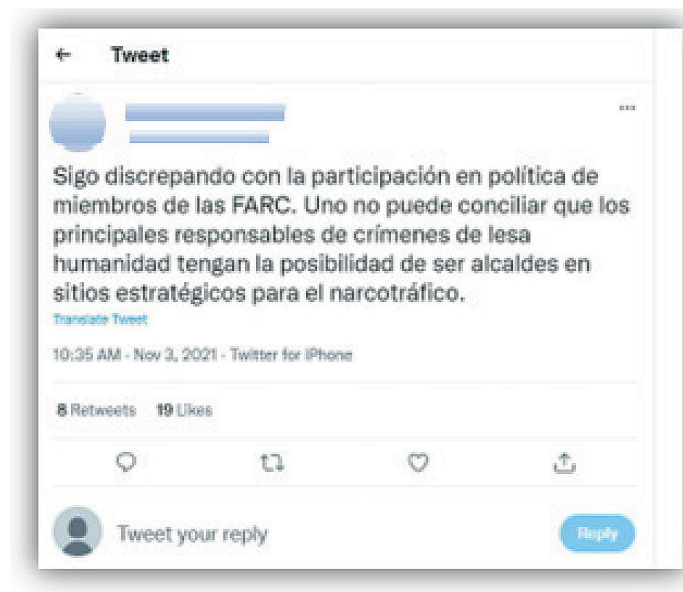 Tweet
Sigo discrepando con la participación en política de
miembros de las FARC. Uno no puede conciliar que los
principales responsables de crímenes de lesa
humanidad tengan la posibilidad de ser alcaldes en
sitios estratégicos para el narcotráfico.
Translate Tweet
10:35 AM · Nov 3, 2021 · Twitter for iPhone
8 Retweets 19 Likes
Tweet your reply
Reply